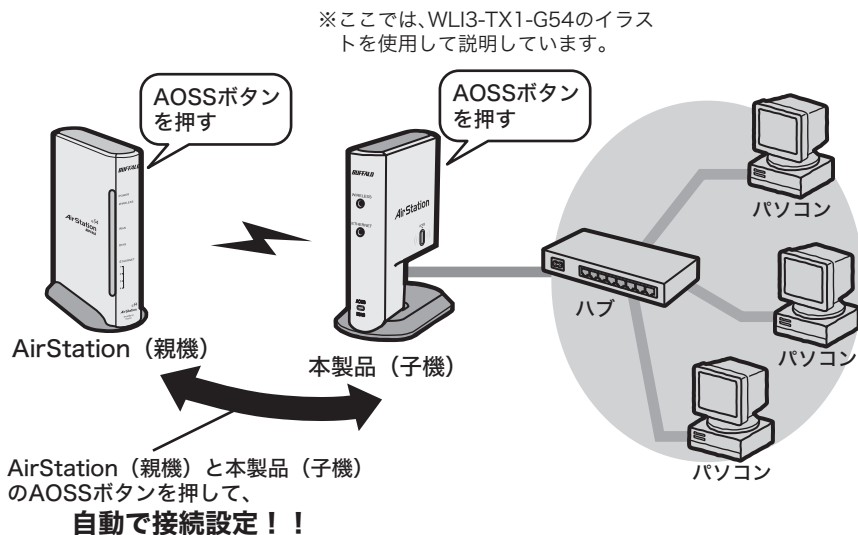 ※ここでは、WLI3-TX1-G54のイラス
トを使用して説明しています。
AOSSボタン
を押す
AOSSボタン
を押す
BUFFALO
WIRELESS
AirStation
BUFFALO
WIRELESS
ETHERNET
AirStation
AOSS
パソコン
ハブ
パソコン
パソコン
AirStation（親機）
本製品（子機）
AirStation（親機）と本製品（子機）
のAOSSボタンを押して、
自動で接続設定！！